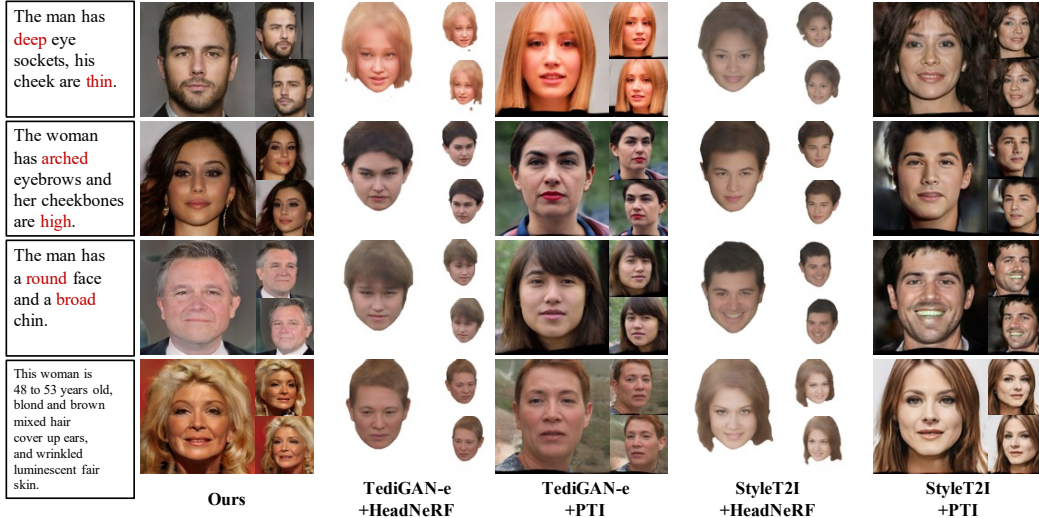 The man has
deep eye
sockets, his
cheek are thin.
The woman
has arched
eyebrows and
her cheekbones
are high.
The man has
a round face
and a broad
chin.
This woman is
48 to 53 years old,
blond and brown
mixed hair
cover up ears,
and wrinkled
luminescent fair
skin.
Ours
TediGAN-e
+HeadNeRF
TediGAN-e
+PTI
StyleT2I
+HeadNeRF
StyleT2I
+PTI